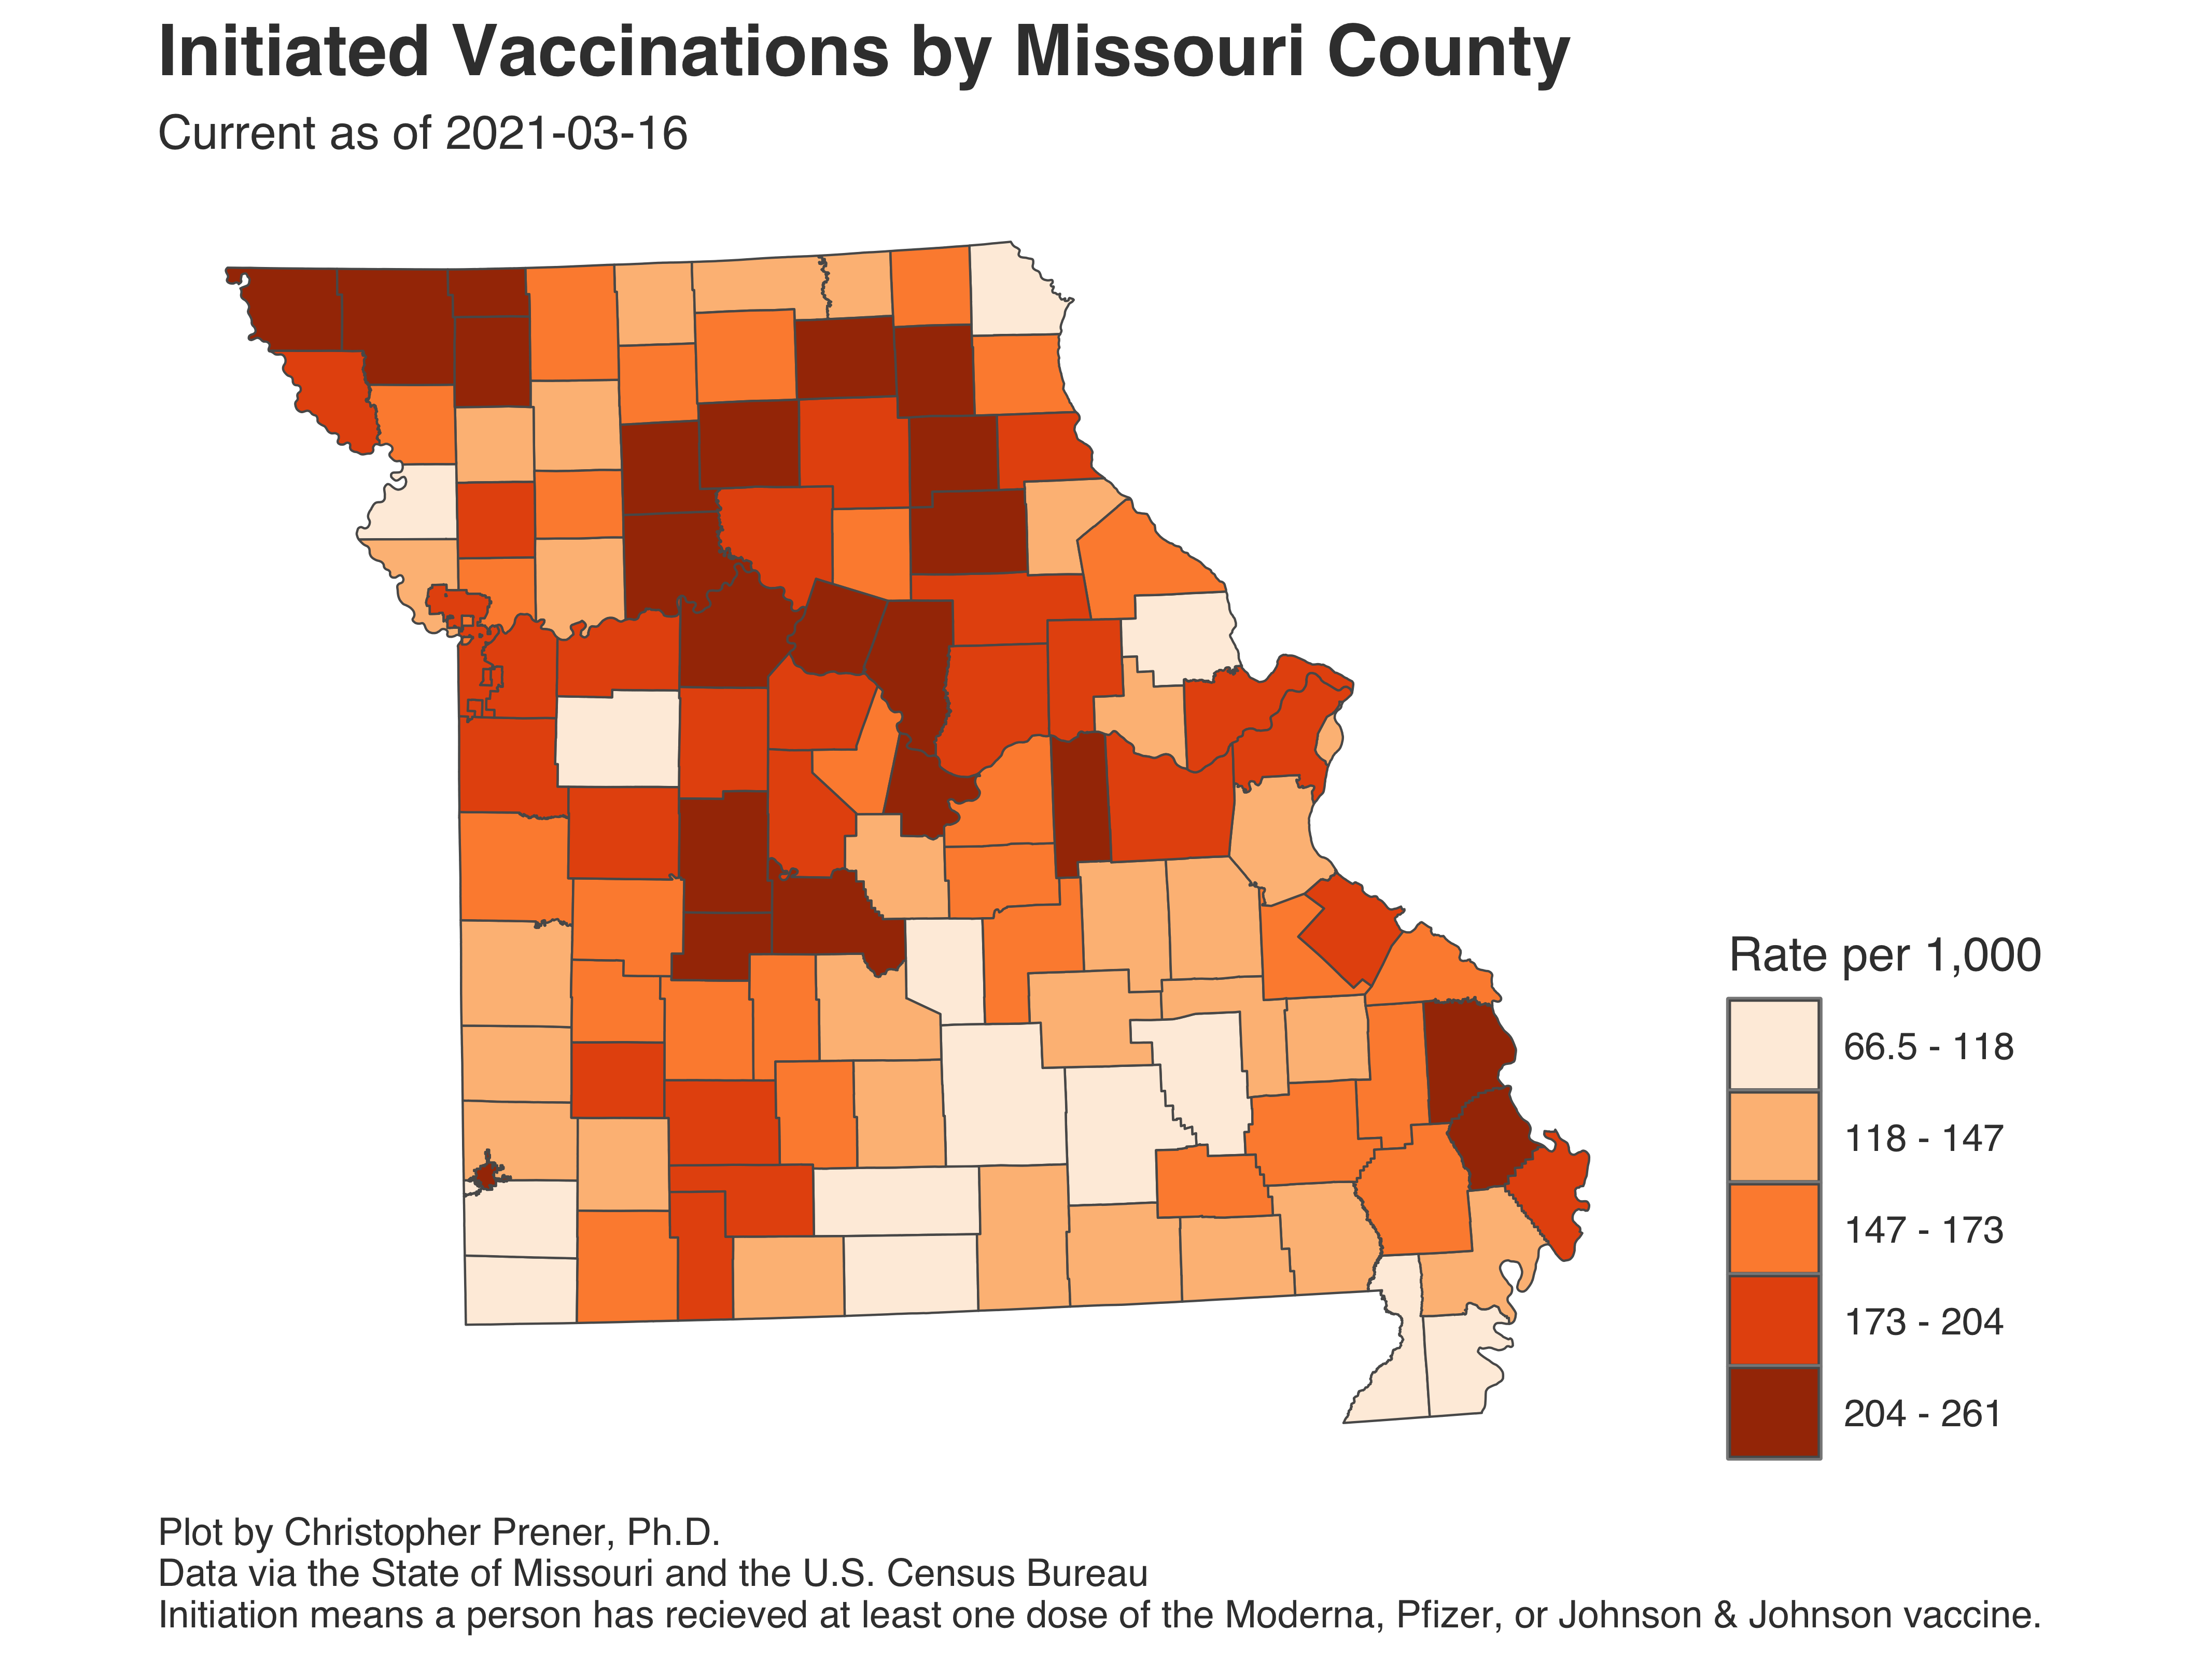 Initiated Vaccinations by Missouri County
Current as of 2021-03-16
Rate per 1,000
66.5 - 118
118 - 147
147 - 173
173 - 204
204 - 261
Plot by Christopher Prener, Ph.D.
Data via the State of Missouri and the U.S. Census Bureau
Initiation means a person has recieved at least one dose of the Moderna, Pfizer, or Johnson & Johnson vaccine.